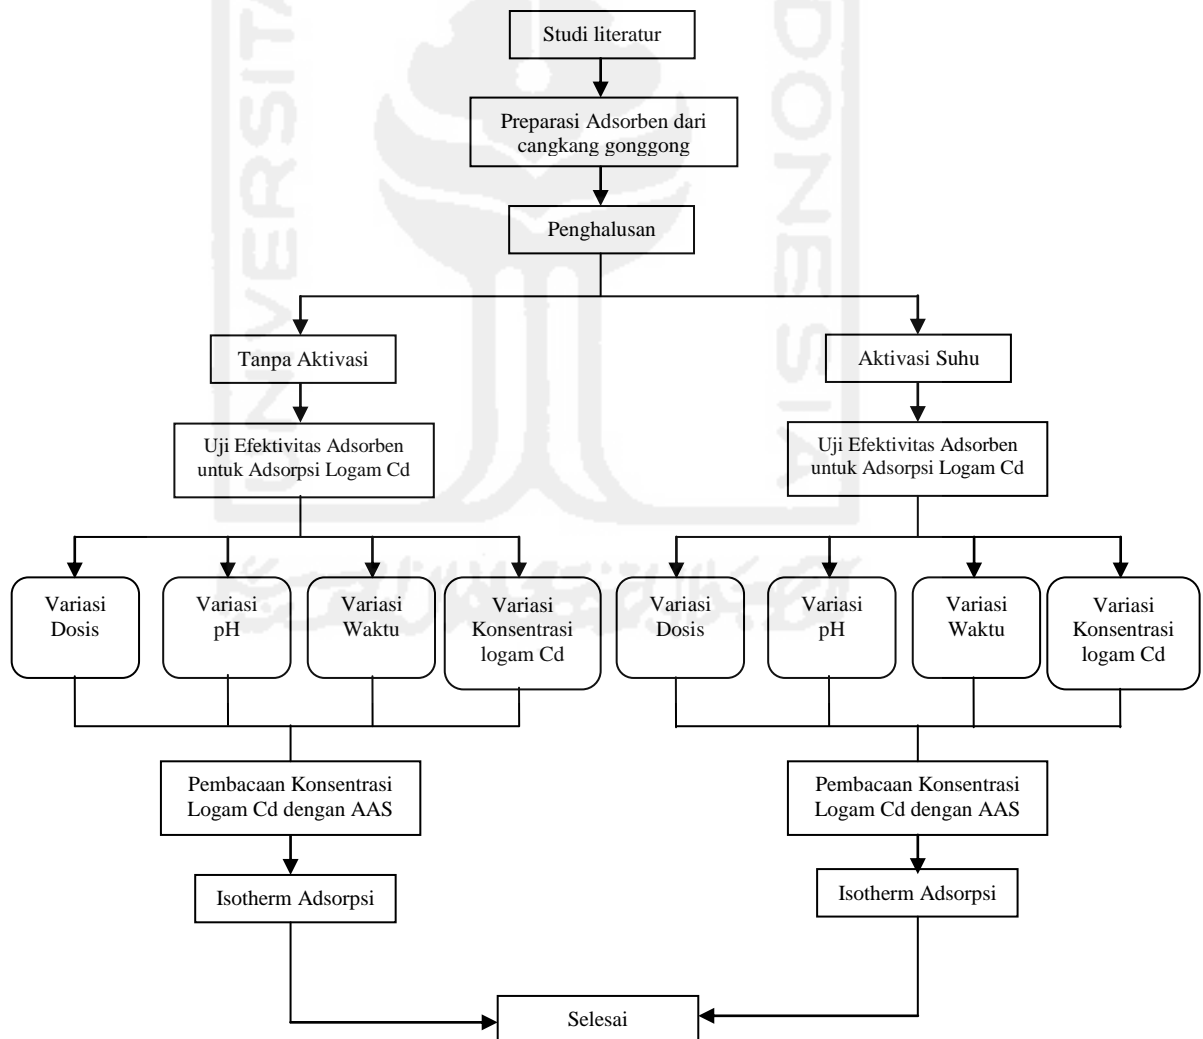 Studi literatur
Preparasi Adsorben dari
cangkang gonggong
Penghalusan
Tanpa Aktivasi
Aktivasi Suhu
Uji Efektivitas Adsorben
untuk Adsorpsi Logam Cd
Uji Efektivitas Adsorben
untuk Adsorpsi Logam Cd
Variasi
Dosis
Variasi
pH
Variasi
Waktu
Variasi
Konsentrasi
logam Cd
Variasi
Dosis
Variasi
pH
Variasi
Waktu
Variasi
Konsentrasi
logam Cd
Pembacaan Konsentrasi
Logam Cd dengan AAS
Pembacaan Konsentrasi
Logam Cd dengan AAS
Isotherm Adsorpsi
Isotherm Adsorpsi
Selesai
UNIVERSITA
DONESIA